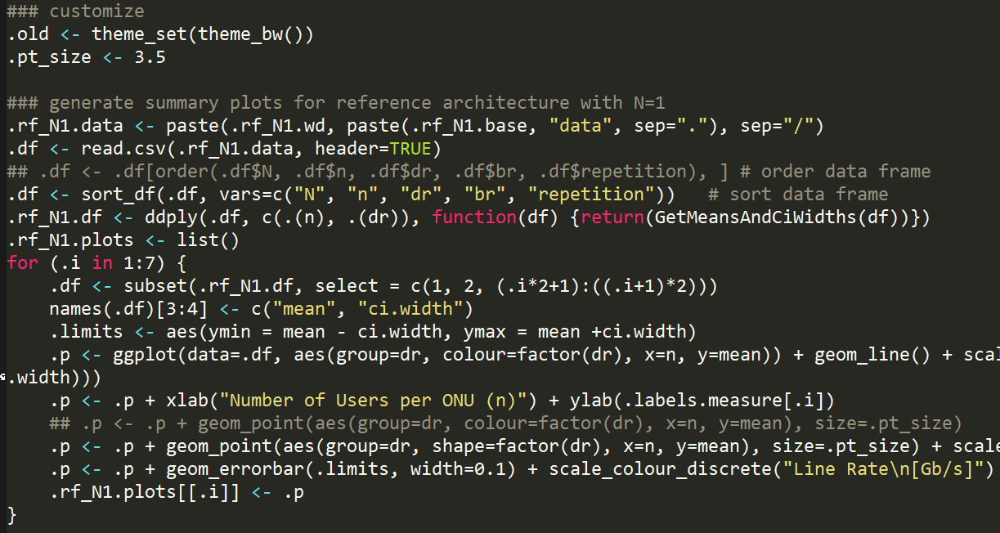 ### customize
.old <- theme_set(theme_bw())
.pt_size <- 3.5
### generate summary plots for reference architecture with N=1
.rf_N1.data <- paste(.rf_N1.wd, paste(.rf_N1.base, "data", sep="."), sep="/")
.df <- read.csv(.rf_N1.data, header=TRUE)
## .df <- .df[order(.df$N, .df$n, .df$dr, .df$br, .df$repetition), ] # order data frame
.df <- sort_df(.df, vars=c("N", "n", "dr", "br", "repetition"))   # sort data frame
.rf_N1.df <- ddply(.df, c(.(n), .(dr)), function(df) {return(GetMeansAndCiWidths(df))})
.rf_N1.plots <- list()
for (.i in 1:7) {
    .df <- subset(.rf_N1.df, select = c(1, 2, (.i*2+1):((.i+1)*2)))
    names(.df)[3:4] <- c("mean", "ci.width")
    .limits <- aes(ymin = mean - ci.width, ymax = mean +ci.width)
    .p <- ggplot(data=.df, aes(group=dr, colour=factor(dr), x=n, y=mean)) + geom_line() + scal
.width)))
    .p <- .p + xlab("Number of Users per ONU (n)") + ylab(.labels.measure[.i])
    ## .p <- .p + geom_point(aes(group=dr, colour=factor(dr), x=n, y=mean), size=.pt_size)
    .p <- .p + geom_point(aes(group=dr, shape=factor(dr), x=n, y=mean), size=.pt_size) + scale
    .p <- .p + geom_errorbar(.limits, width=0.1) + scale_colour_discrete("Line Rate\n[Gb/s]")
    .rf_N1.plots[[.i]] <- .p
}